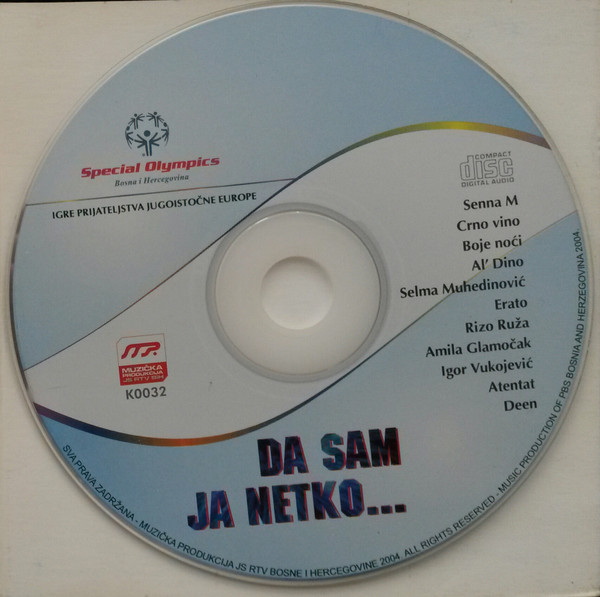 Special Olympics
Bosna i Hercegovina
IGRE PRIJATELJSTVA JUGOISTOČNE EUROPE
COMPACT
disc
DIGITAL AUDIO
Senna M
Crno vino
Boje noći
Al' Dino
Selma Muhedinović
Erato
Rizo Ruža
Amila Glamočak
Igor Vukojević
Atentat
Deen
MUZIČKA
PRODUKCIJA
JS RTV BIH
K0032
DA SAM
JA NETKO...
SVA PRAVA ZADRŽANA - MUZIČKA PRODUKCIJA JS RTV BOSNE I HERCEGOVINE 2004. ALL RIGHTS RESERVED - MUSIC PRODUCTION OF PBS BOSNIA AND HERZEGOVINA 2004.